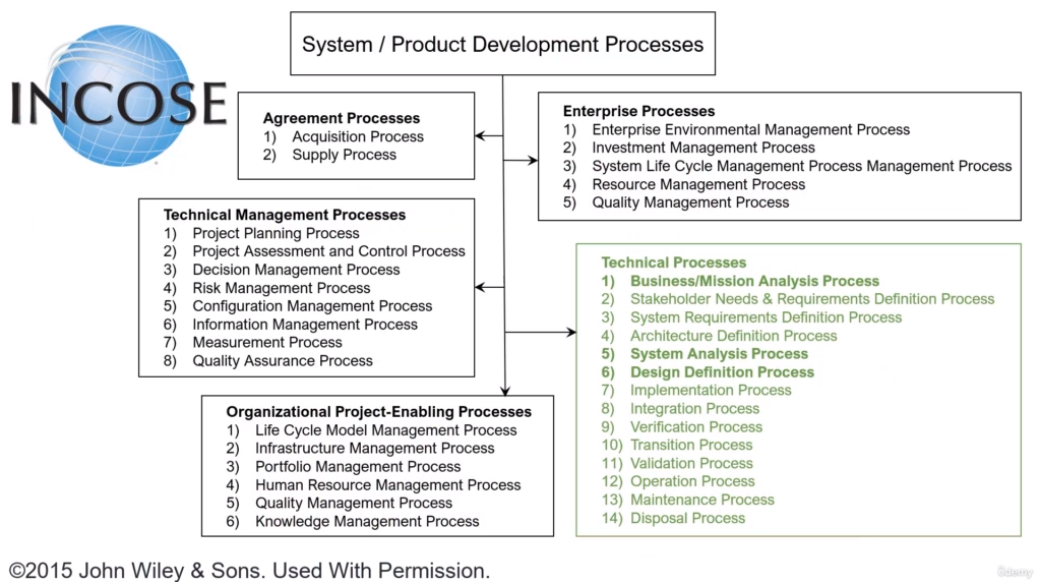 System / Product Development Processes
INCOSE
Agreement Processes
1) Acquisition Process
2) Supply Process
Enterprise Processes
1) Enterprise Environmental Management Process
2) Investment Management Process
3) System Life Cycle Management Process Management Process
4) Resource Management Process
5) Quality Management Process
Technical Management Processes
1) Project Planning Process
2) Project Assessment and Control Process
3) Decision Management Process
4) Risk Management Process
5) Configuration Management Process
6) Information Management Process
7) Measurement Process
8) Quality Assurance Process
Technical Processes
1) Business/Mission Analysis Process
2) Stakeholder Needs & Requirements Definition Process
3) System Requirements Definition Process
4) Architecture Definition Process
5) System Analysis Process
6) Design Definition Process
7) Implementation Process
8) Integration Process
9) Verification Process
10) Transition Process
11) Validation Process
12) Operation Process
13) Maintenance Process
14) Disposal Process
Organizational Project-Enabling Processes
1) Life Cycle Model Management Process
2) Infrastructure Management Process
3) Portfolio Management Process
4) Human Resource Management Process
5) Quality Management Process
6) Knowledge Management Process
©2015 John Wiley & Sons. Used With Permission.
ûdemy